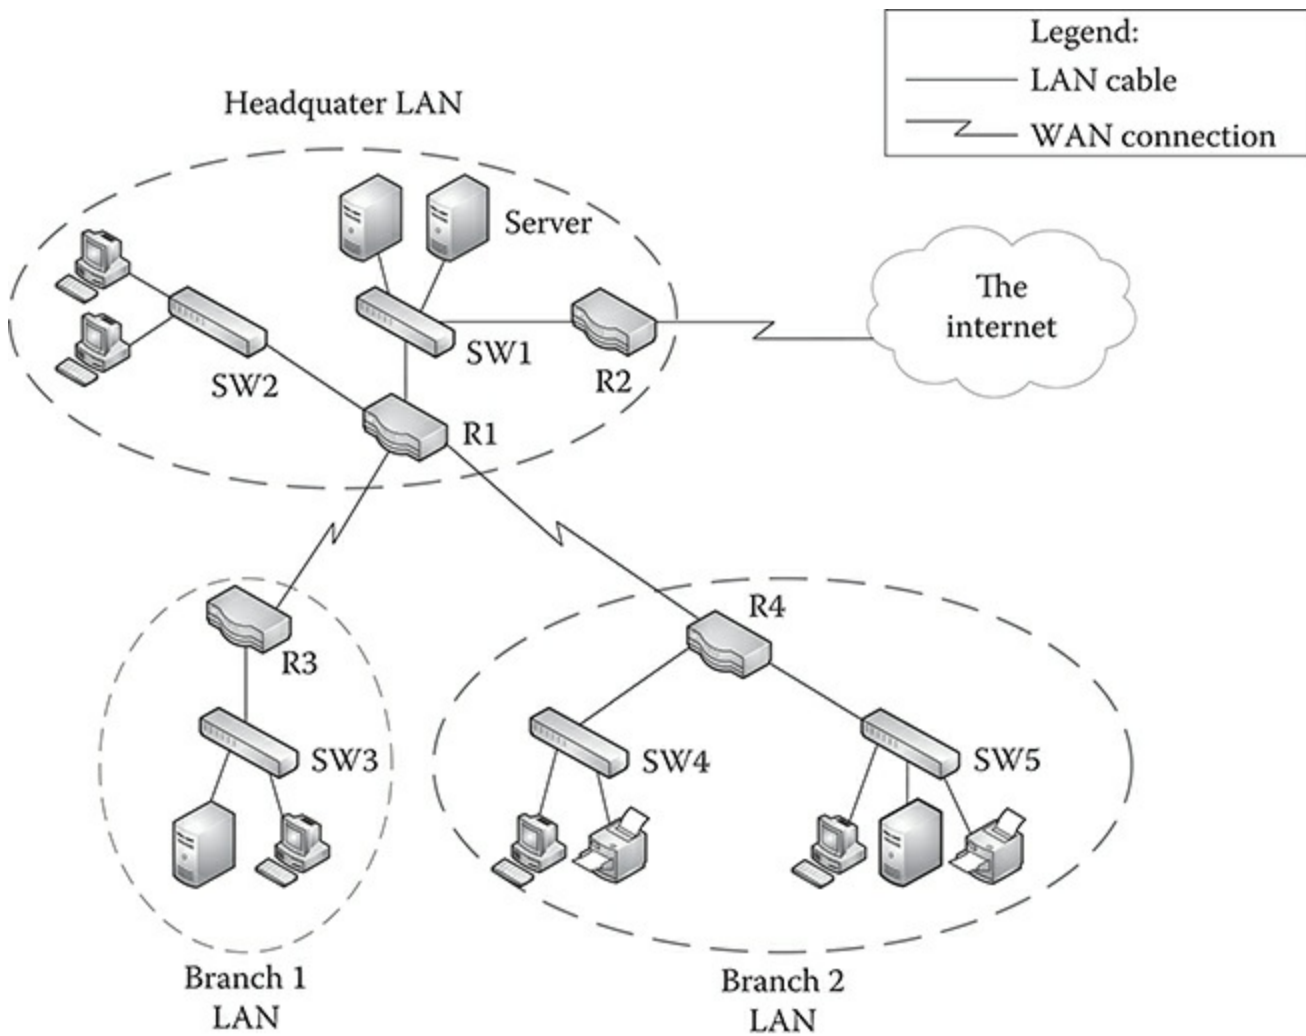 Legend:
LAN cable
WAN connection
Headquater LAN
Server
The
internet
SW1
R2
SW2
R1
R4
R3
SW3
SW4
SW5
Branch 1
LAN
Branch 2
LAN